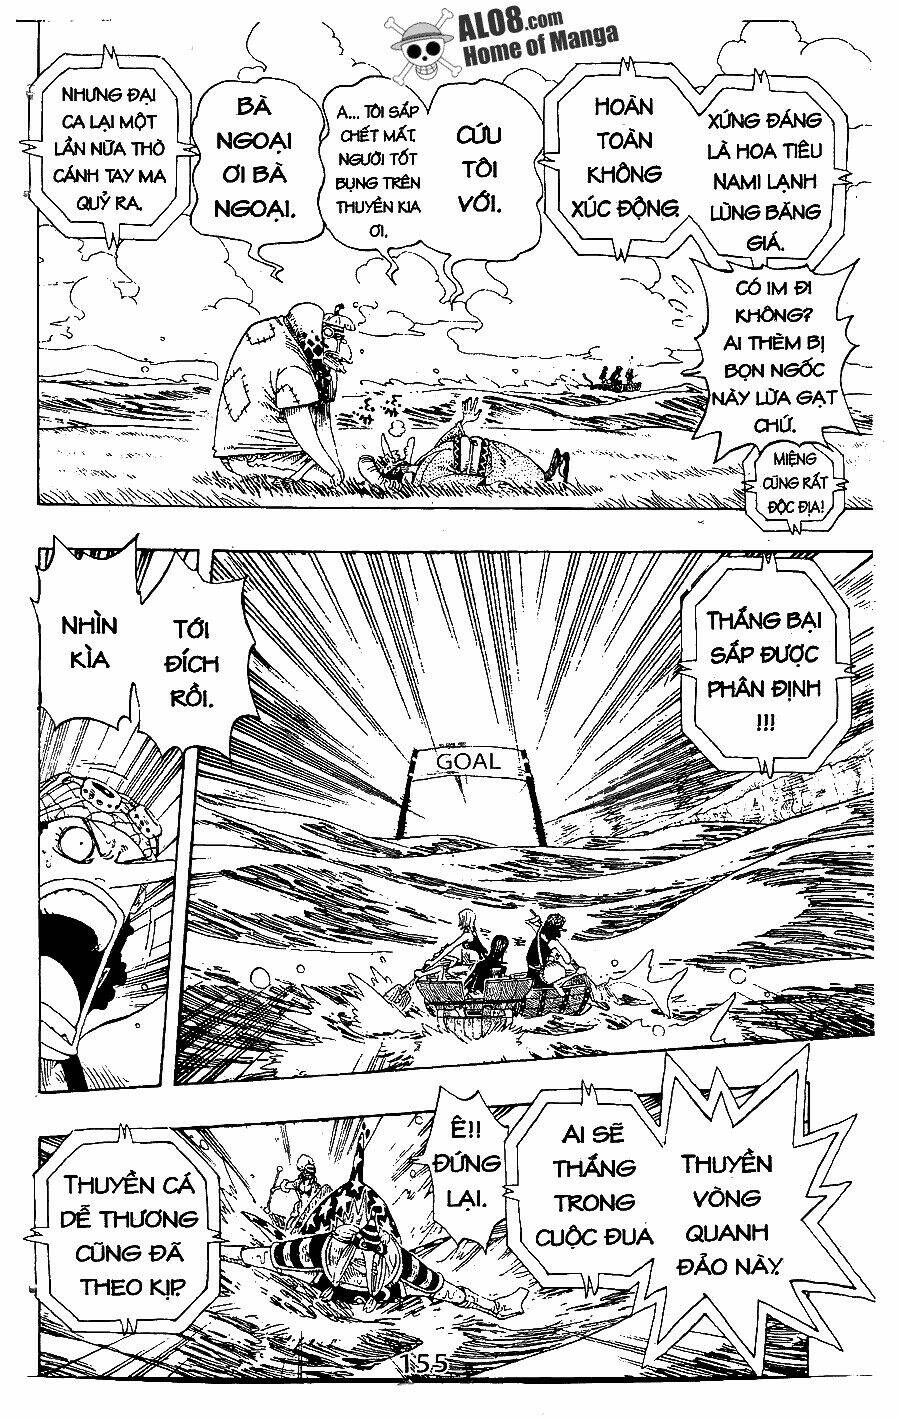 AL08.com
Home of Manga
NHƯNG ĐẠI
CA LẠI MỘT
LẦN NỮA THÒ
CÁNH TAY MA
QUỶ RA.
BÀ
NGOẠI
ƠI BÀ
NGOẠI.
A... TÔI SẮP
CHẾT MẤT.
NGƯỜI TỐT
BỤNG TRÊN
THUYỀN KIA
ƠI.
CỨU
TÔI
VỚI.
HOÀN
TOÀN
KHÔNG
XÚC ĐỘNG.
XỨNG ĐÁNG
LÀ HOA TIÊU
NAMI LẠNH
LÙNG BĂNG
GIÁ.
CÓ IM ĐI
KHÔNG?
AI THÈM BỊ
BỌN NGỐC
NÀY LỪA GẠT
CHỨ.
MIỆNG
CŨNG RẤT
ĐỘC ĐỊA!
NHÌN
KÌA
TỚI
ĐÍCH
RỒI.
THẮNG BẠI
SẮP ĐƯỢC
PHÂN ĐỊNH
!!!
GOAL
THUYỀN CÁ
DỄ THƯƠNG
CŨNG ĐÃ
THEO KỊP.
Ê!!
ĐỨNG
LẠI.
AI SẼ
THẮNG
TRONG
CUỘC ĐUA
THUYỀN
VÒNG
QUANH
ĐẢO NÀY.
155